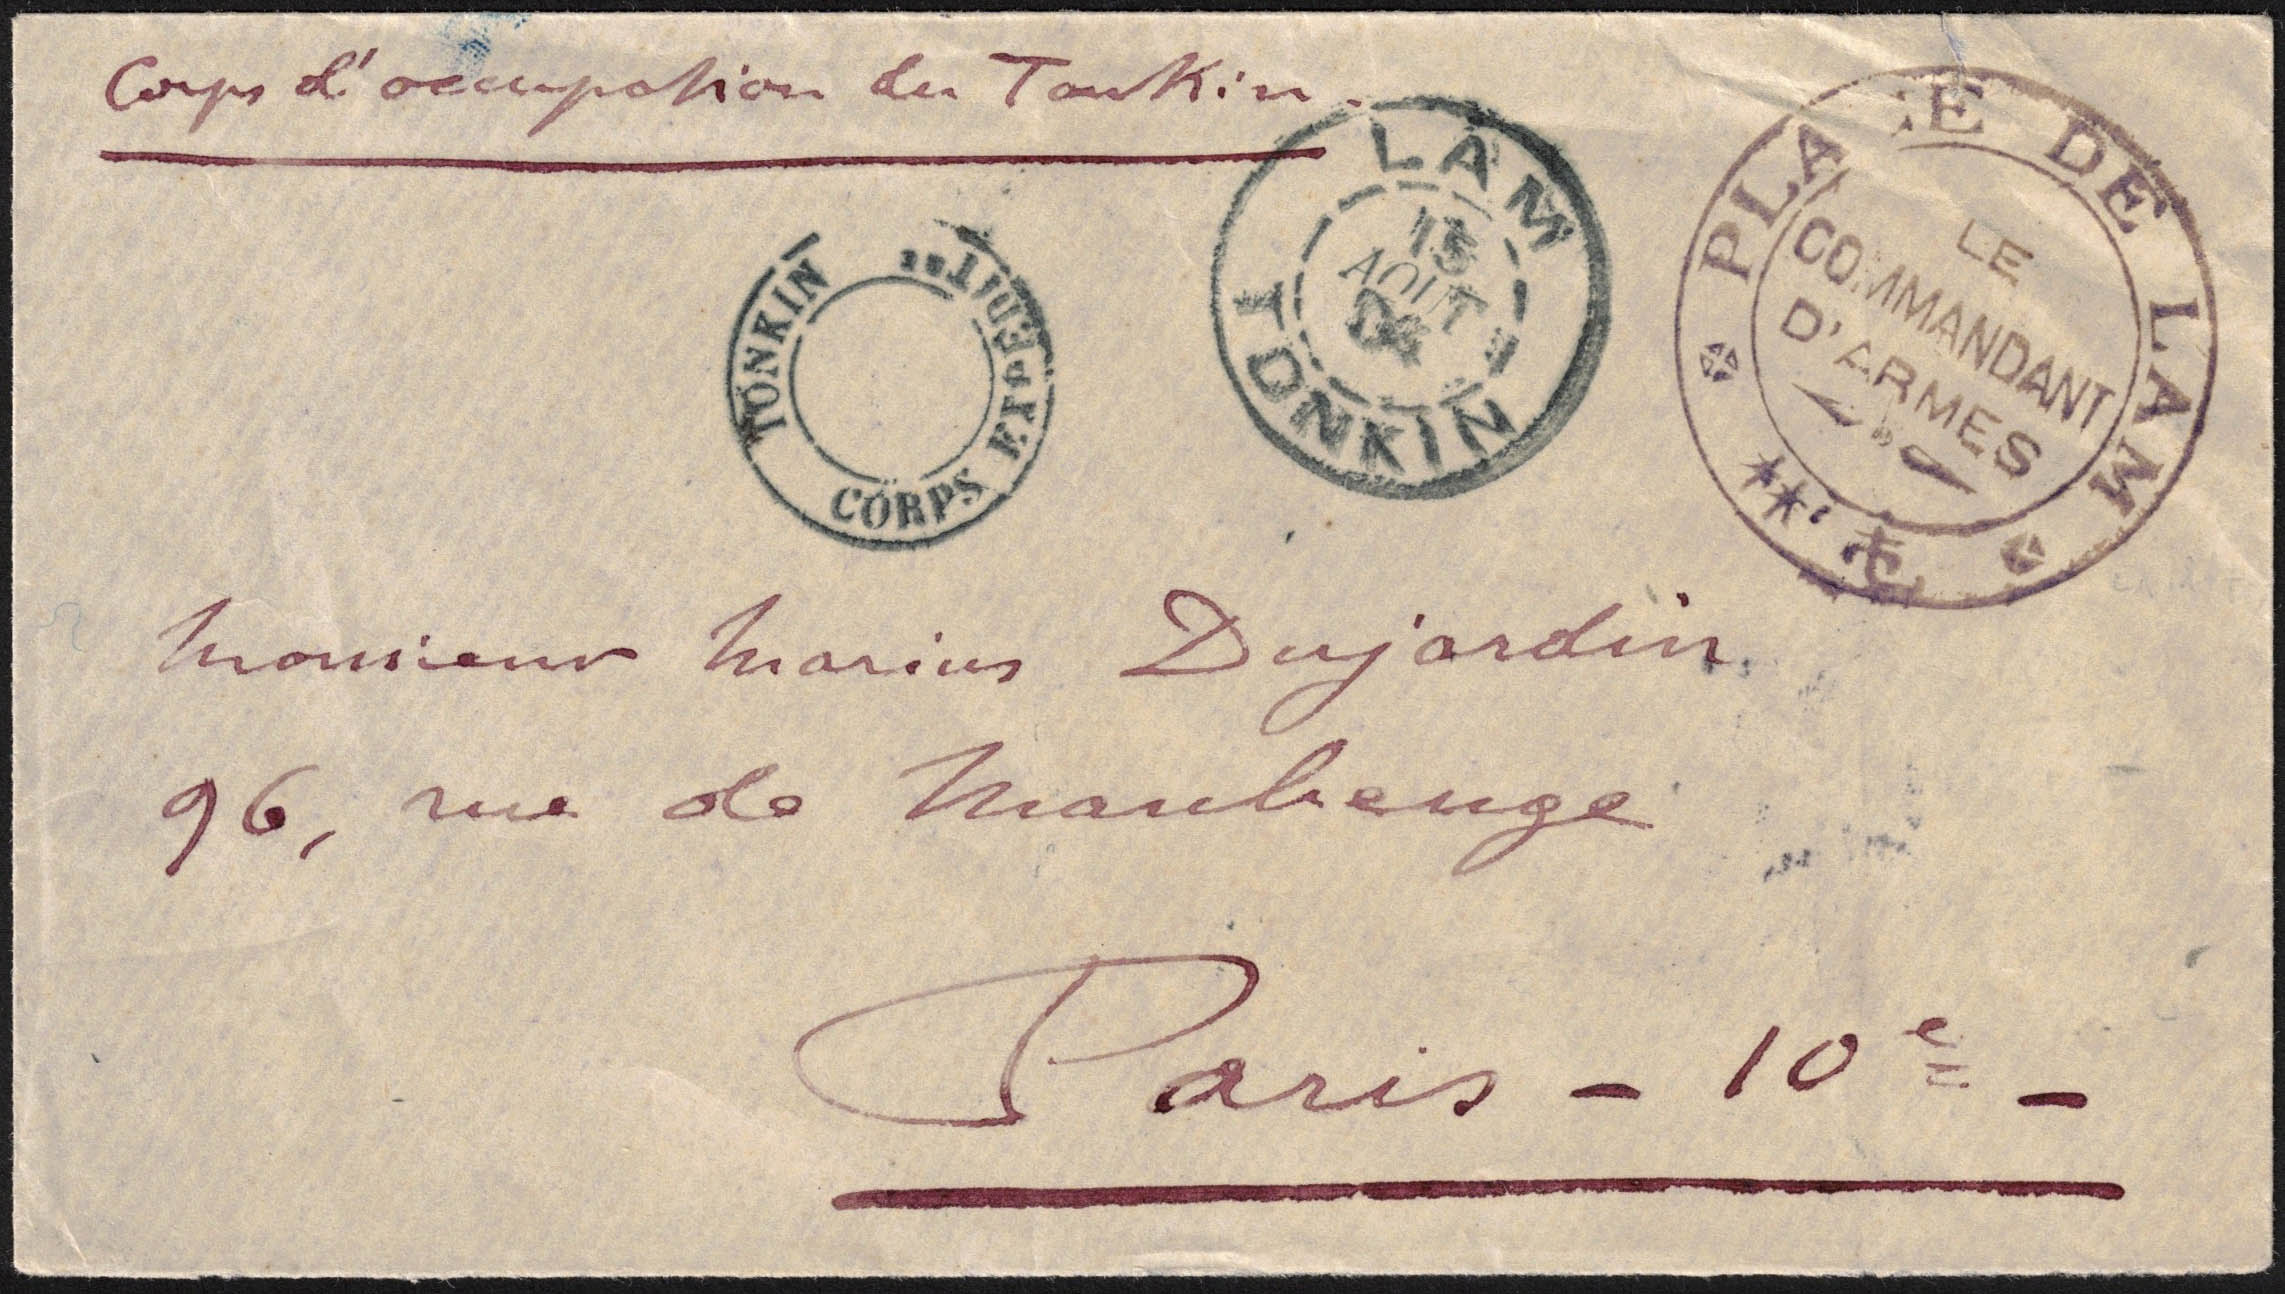 Corps d'occupation du Tonkin.
TONKIN
CORPS EXPEDIT
LAM
15
AOUT
04
TONKIN
PLACE DE LAM
LE
COMMANDANT
D'ARMES
Monsieur Marius Dujardin
96, rue de Maubeuge
Paris - 10e -